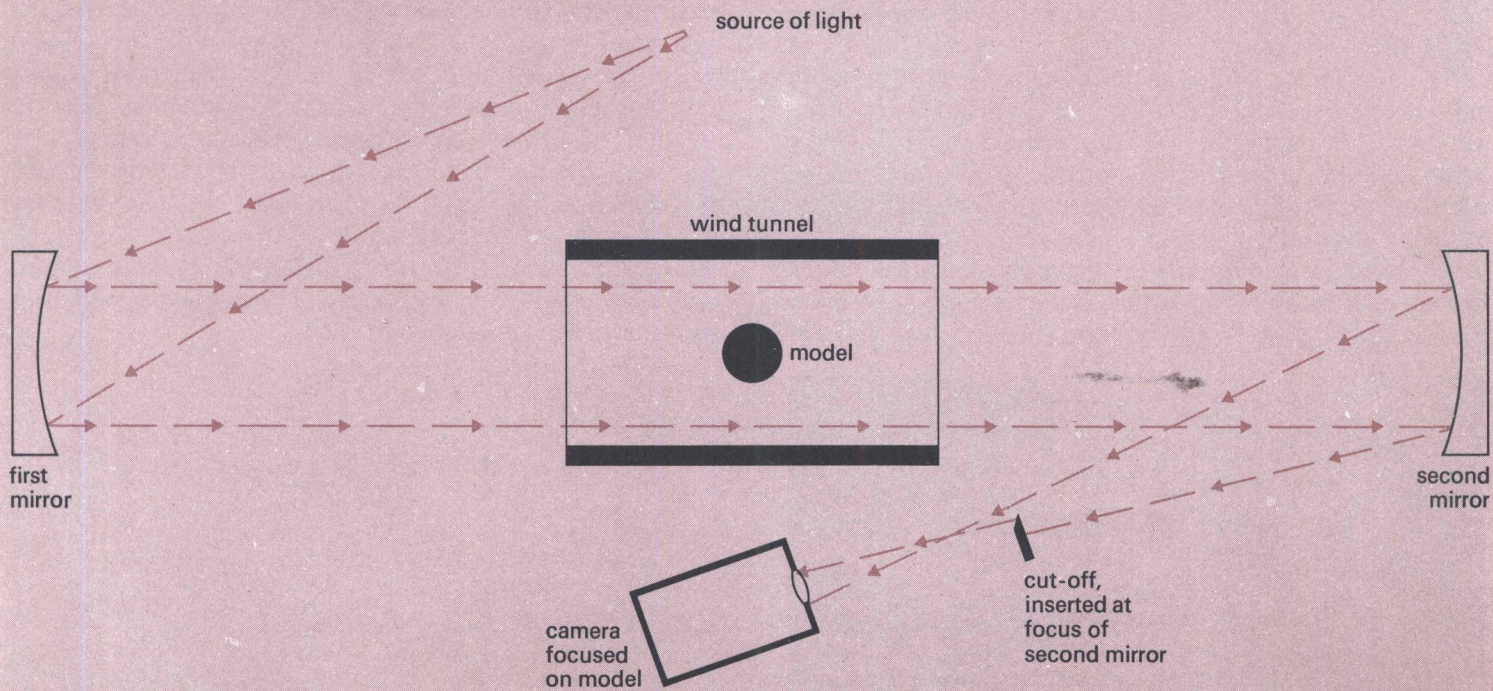 source of light
wind tunnel
model
first
mirror
second
mirror
cut-off,
inserted at
focus of
second mirror
camera
focused
on model